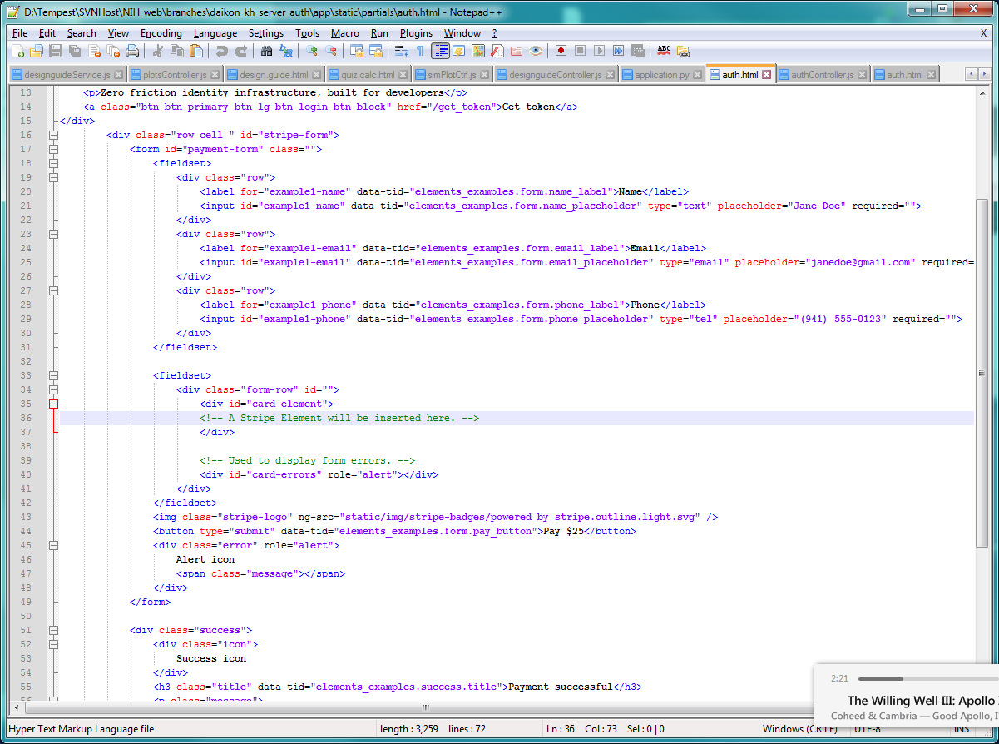 D:\Tempest\SVNHost\NIH_web\branches\daikon_kh_server_auth\app\static\partials\auth.html - Notepad++
File Edit Search View Encoding Language Settings Tools Macro Run Plugins Window ? X
ABC
designguideService.js plotsController.js design.guide.html quiz.calc.html simPlotCtrl.js designguideController.js application.py auth.html authController.js auth.html
13 <p>Zero friction identity infrastructure, built for developers</p>
14 <a class="btn btn-primary btn-lg btn-login btn-block" href="/get_token">Get token</a>
15 </div>
16 <div class="row cell " id="stripe-form">
17 <form id="payment-form" class="">
18 <fieldset>
19 <div class="row">
20 <label for="example1-name" data-tid="elements_examples.form.name_label">Name</label>
21 <input id="example1-name" data-tid="elements_examples.form.name_placeholder" type="text" placeholder="Jane Doe" required="">
22 </div>
23 <div class="row">
24 <label for="example1-email" data-tid="elements_examples.form.email_label">Email</label>
25 <input id="example1-email" data-tid="elements_examples.form.email_placeholder" type="email" placeholder="janedoe@gmail.com" required=
26 </div>
27 <div class="row">
28 <label for="example1-phone" data-tid="elements_examples.form.phone_label">Phone</label>
29 <input id="example1-phone" data-tid="elements_examples.form.phone_placeholder" type="tel" placeholder="(941) 555-0123" required="">
30 </div>
31 </fieldset>
32
33 <fieldset>
34 <div class="form-row" id="">
35 <div id="card-element">
36 <!-- A Stripe Element will be inserted here. -->
37 </div>
38
39 <!-- Used to display form errors. -->
40 <div id="card-errors" role="alert"></div>
41 </div>
42 </fieldset>
43 <img class="stripe-logo" ng-src="static/img/stripe-badges/powered_by_stripe.outline.light.svg" />
44 <button type="submit" data-tid="elements_examples.form.pay_button">Pay $25</button>
45 <div class="error" role="alert">
46 Alert icon
47 <span class="message"></span>
48 </div>
49 </form>
50
51 <div class="success">
52 <div class="icon">
53 Success icon
54 </div>
55 <h3 class="title" data-tid="elements_examples.success.title">Payment successful</h3>
56 <p class="message">
2:21
The Willing Well III: Apollo
Coheed & Cambria — Good Apollo, I
Hyper Text Markup Language file length : 3,259 lines : 72 Ln : 36 Col : 73 Sel : 0 | 0 Windows (CR LF) UTF-8 INS